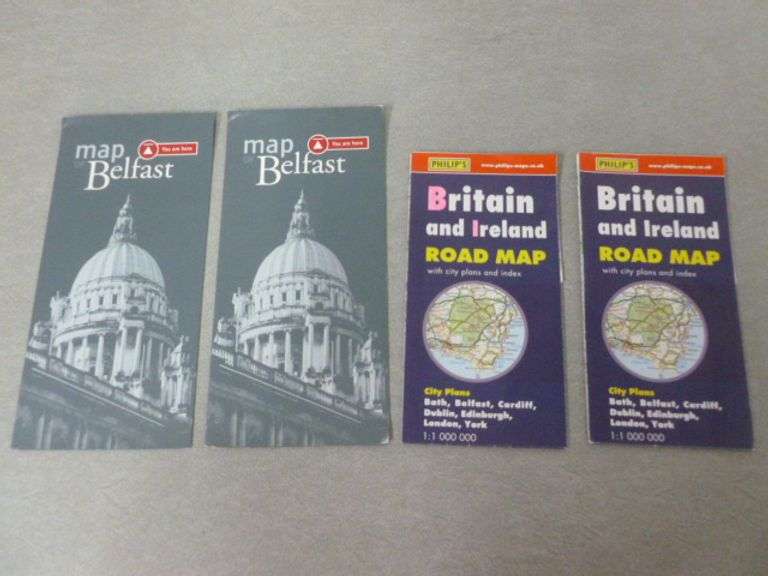 map
You are here
Belfast
map
You are here
Belfast
PHILIP'S
www.philips-maps.co.uk
Britain
and Ireland
ROAD MAP
with city plans and index
City Plans
Bath, Belfast, Cardiff,
Dublin, Edinburgh,
London, York
1:1 000 000
PHILIP'S
www.philips-maps.co.uk
Britain
and Ireland
ROAD MAP
with city plans and index
City Plans
Bath, Belfast, Cardiff,
Dublin, Edinburgh,
London, York
1:1 000 000